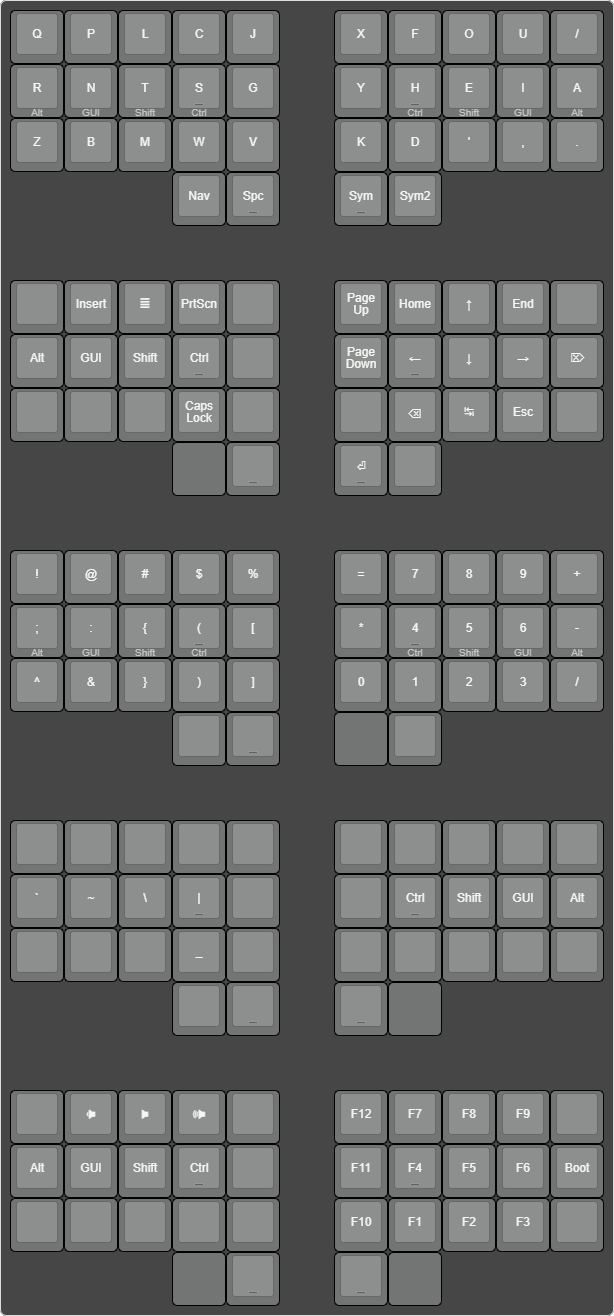 Q P L C J X F O U /
R N T S G Y H E I A
Alt GUI Shift Ctrl Ctrl Shift GUI Alt
Z B M W V K D ' , .
Nav Spc Sym Sym2
Insert ≣ PrtScn Page Up Home ↑ End
Alt GUI Shift Ctrl Page Down ← ↓ → ⌦
Caps Lock ⌫ ↹ Esc
⏎
! @ # $ % = 7 8 9 +
; : { ( [ * 4 5 6 -
Alt GUI Shift Ctrl Ctrl Shift GUI Alt
^ & } ) ] 0 1 2 3 /
` ~ \ | Ctrl Shift GUI Alt
_
F12 F7 F8 F9
Alt GUI Shift Ctrl F11 F4 F5 F6 Boot
F10 F1 F2 F3